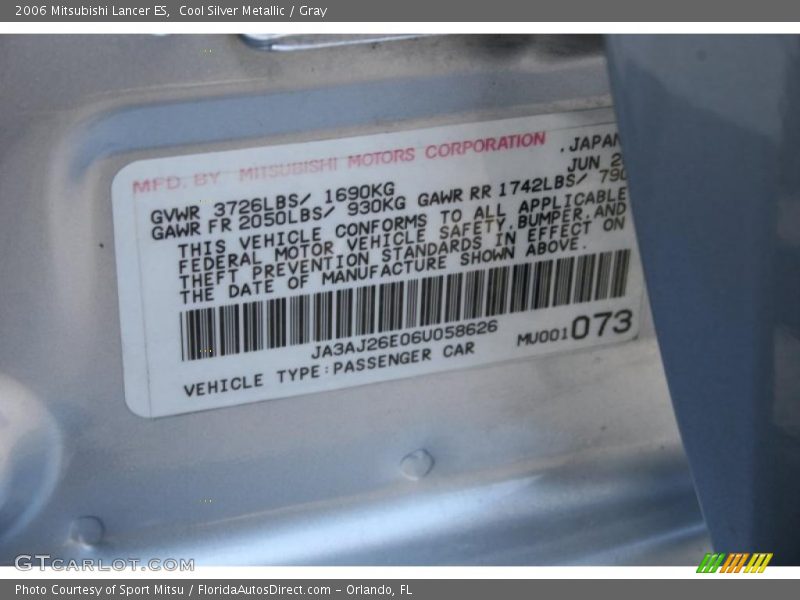 2006 Mitsubishi Lancer ES,  Cool Silver Metallic / Gray
MFD. BY MITSUBISHI MOTORS CORPORATION .JAPAN
JUN
GVWR 3726LBS/ 1690KG
GAWR FR 2050LBS/ 930KG GAWR RR 1742LBS/ 790
THIS VEHICLE CONFORMS TO ALL APPLICABLE
FEDERAL MOTOR VEHICLE SAFETY,BUMPER,AND
THEFT PREVENTION STANDARDS IN EFFECT ON
THE DATE OF MANUFACTURE SHOWN ABOVE.
JA3AJ26E06U058626
MU001073
VEHICLE TYPE:PASSENGER CAR
GTCARLOT.COM
Photo Courtesy of Sport Mitsu / FloridaAutosDirect.com - Orlando, FL